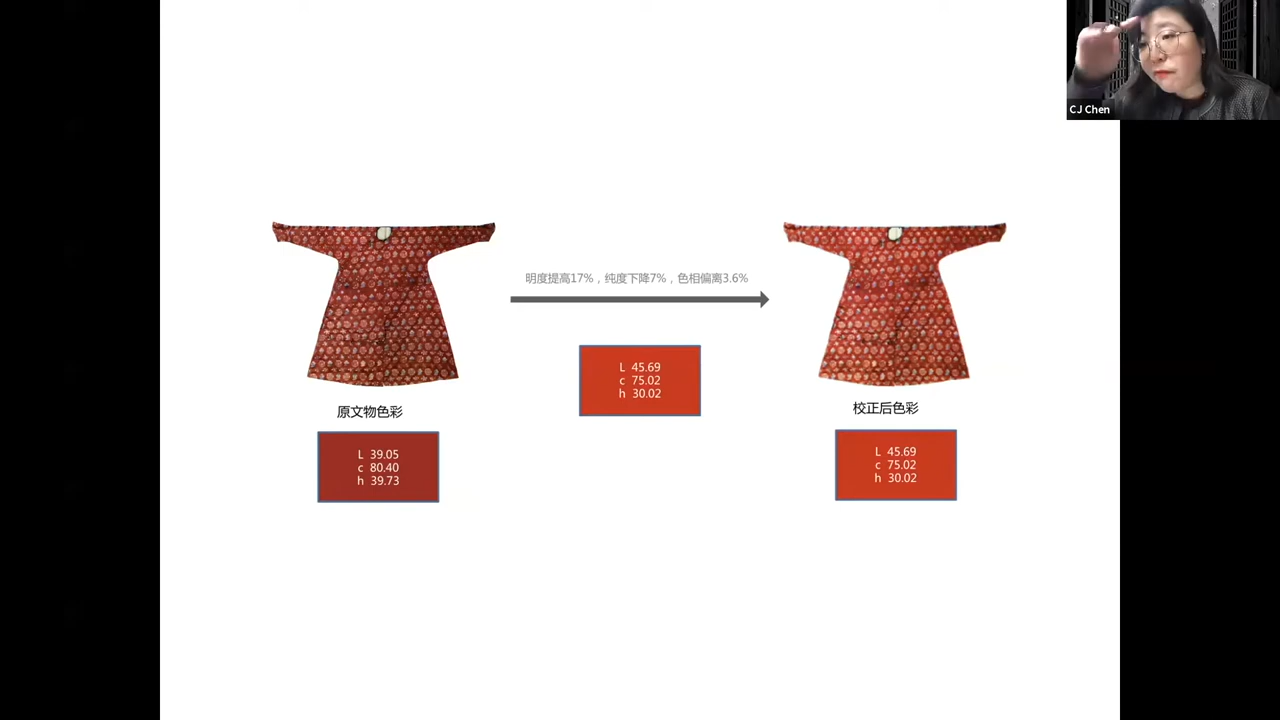 CJ Chen
明度提高17%，纯度下降7%，色相偏离3.6%
L 45.69
c 75.02
h 30.02
原文物色彩
L 39.05
c 80.40
h 39.73
校正后色彩
L 45.69
c 75.02
h 30.02